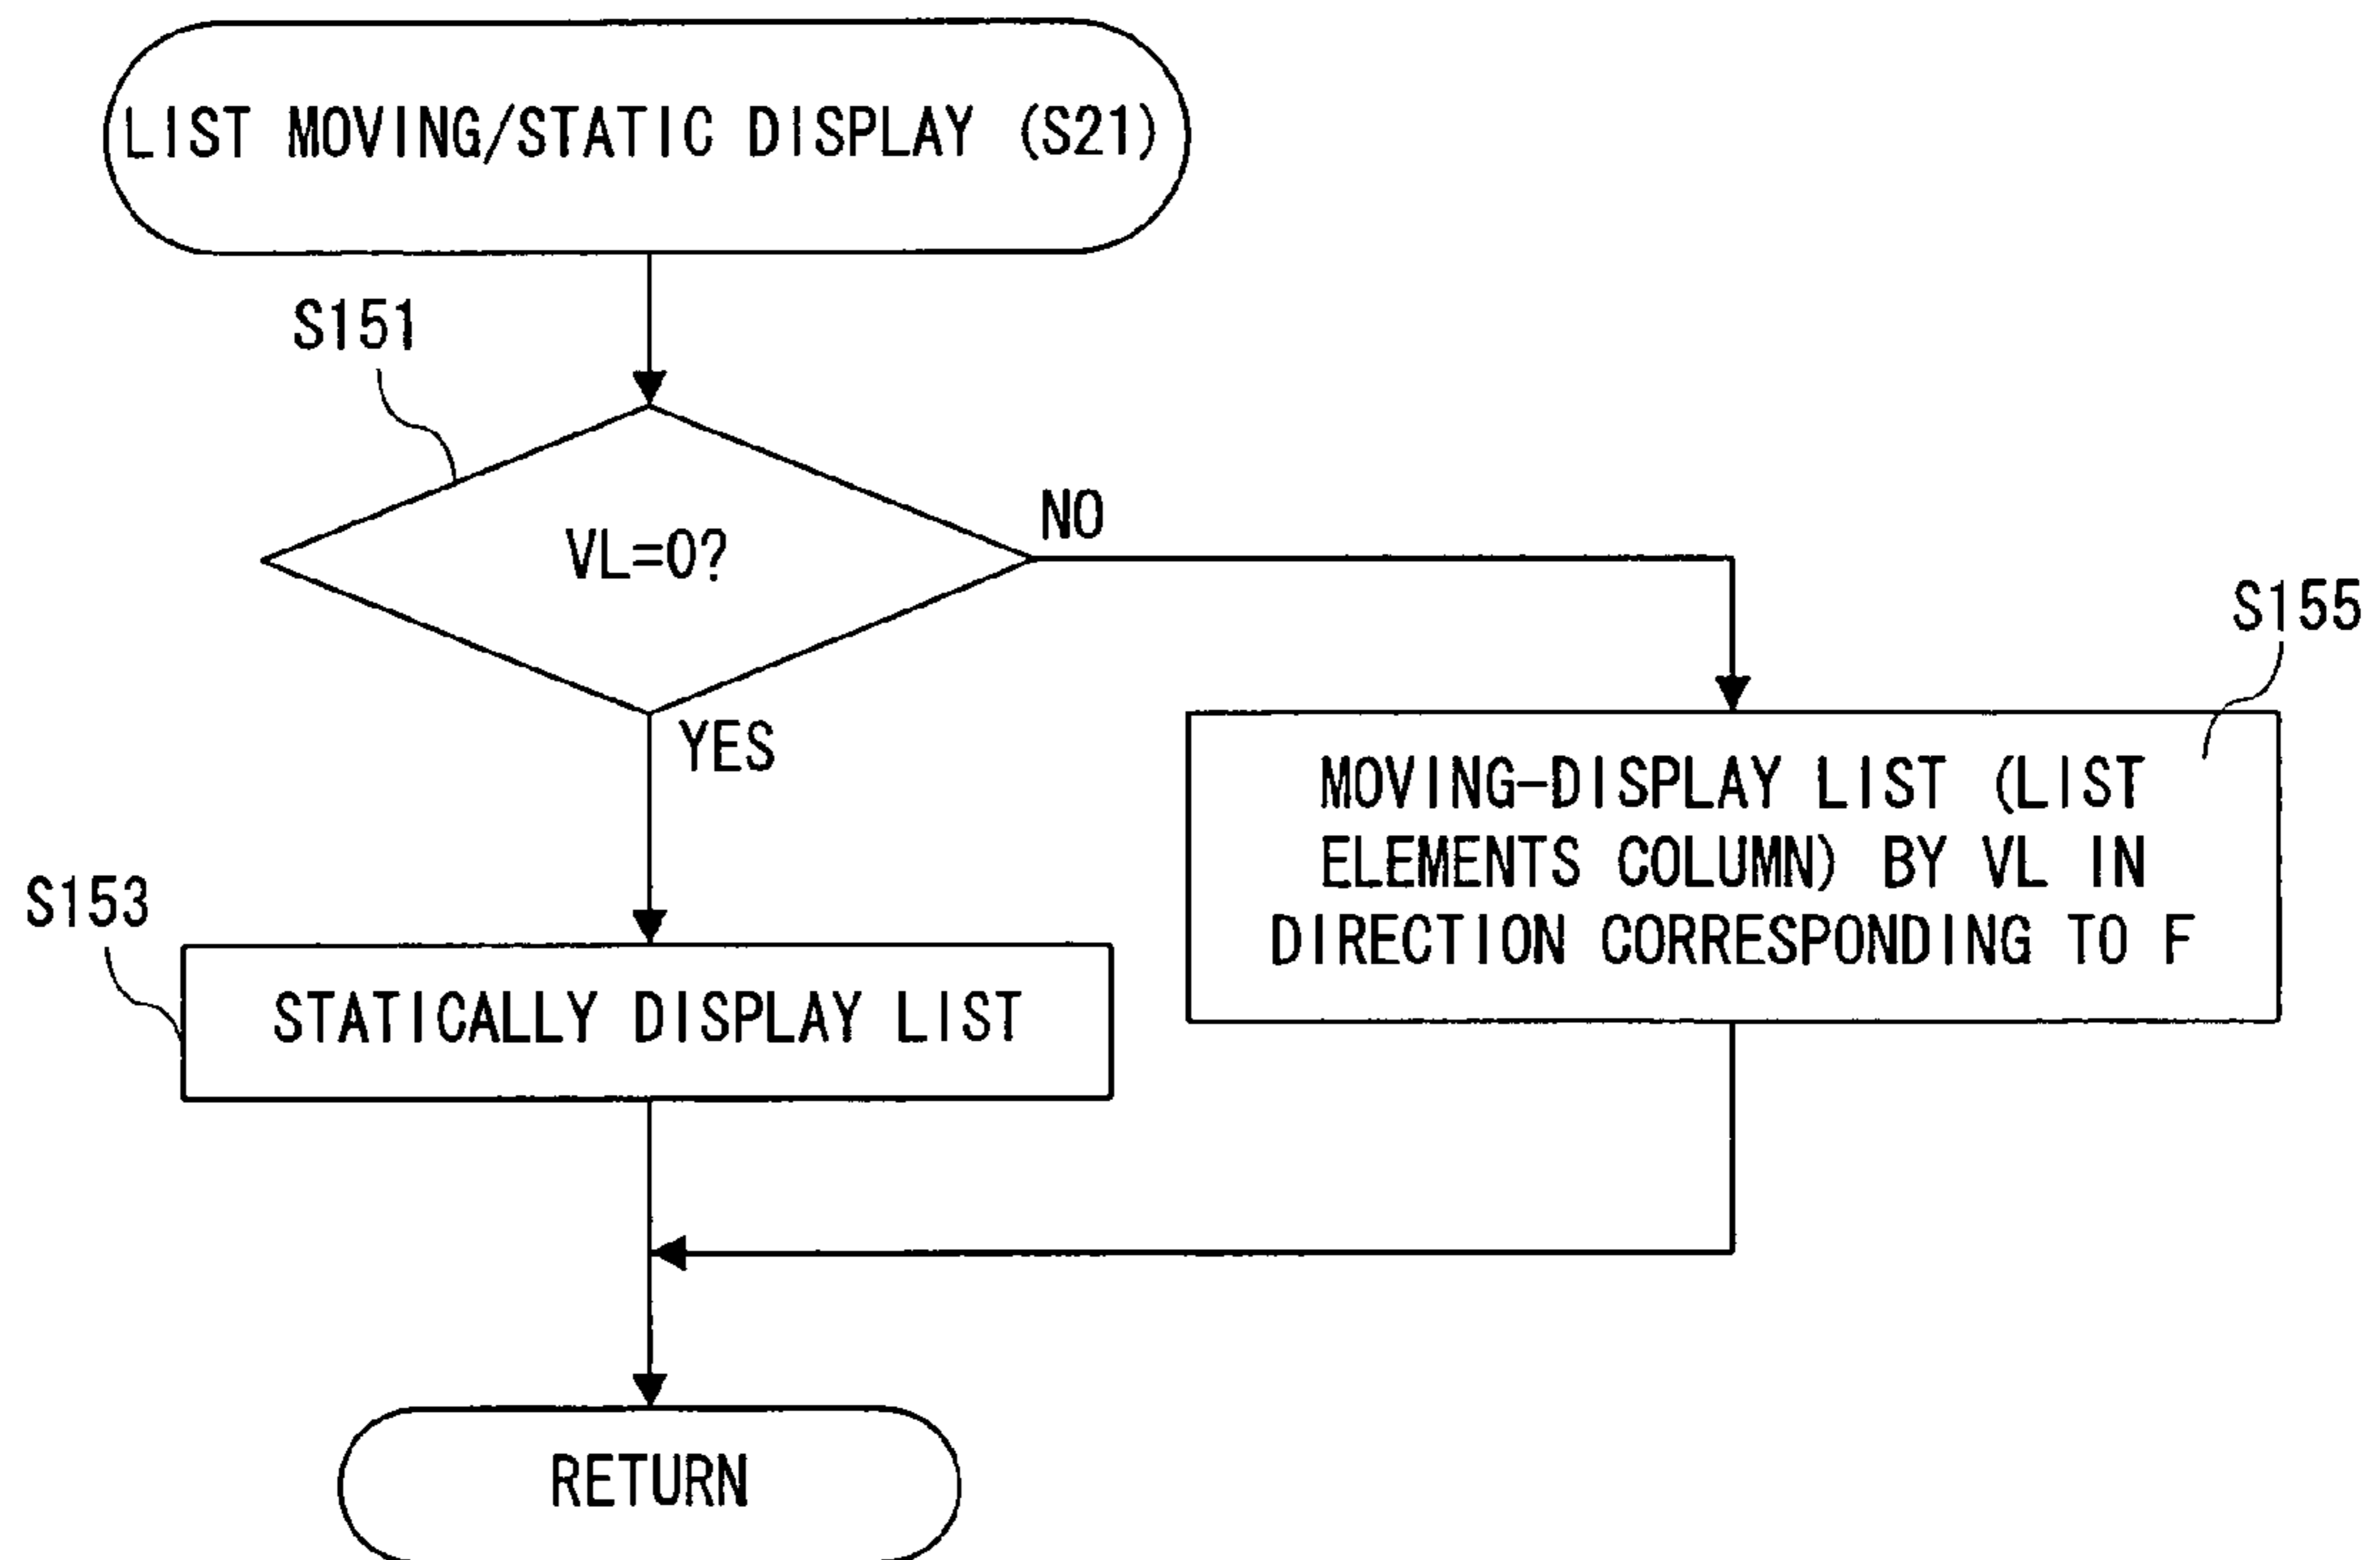 LIST MOVING/STATIC DISPLAY (S21)
S151
VL=0?
NO
YES
S155
MOVING-DISPLAY LIST (LIST
ELEMENTS COLUMN) BY VL IN
DIRECTION CORRESPONDING TO F
S153
STATICALLY DISPLAY LIST
RETURN